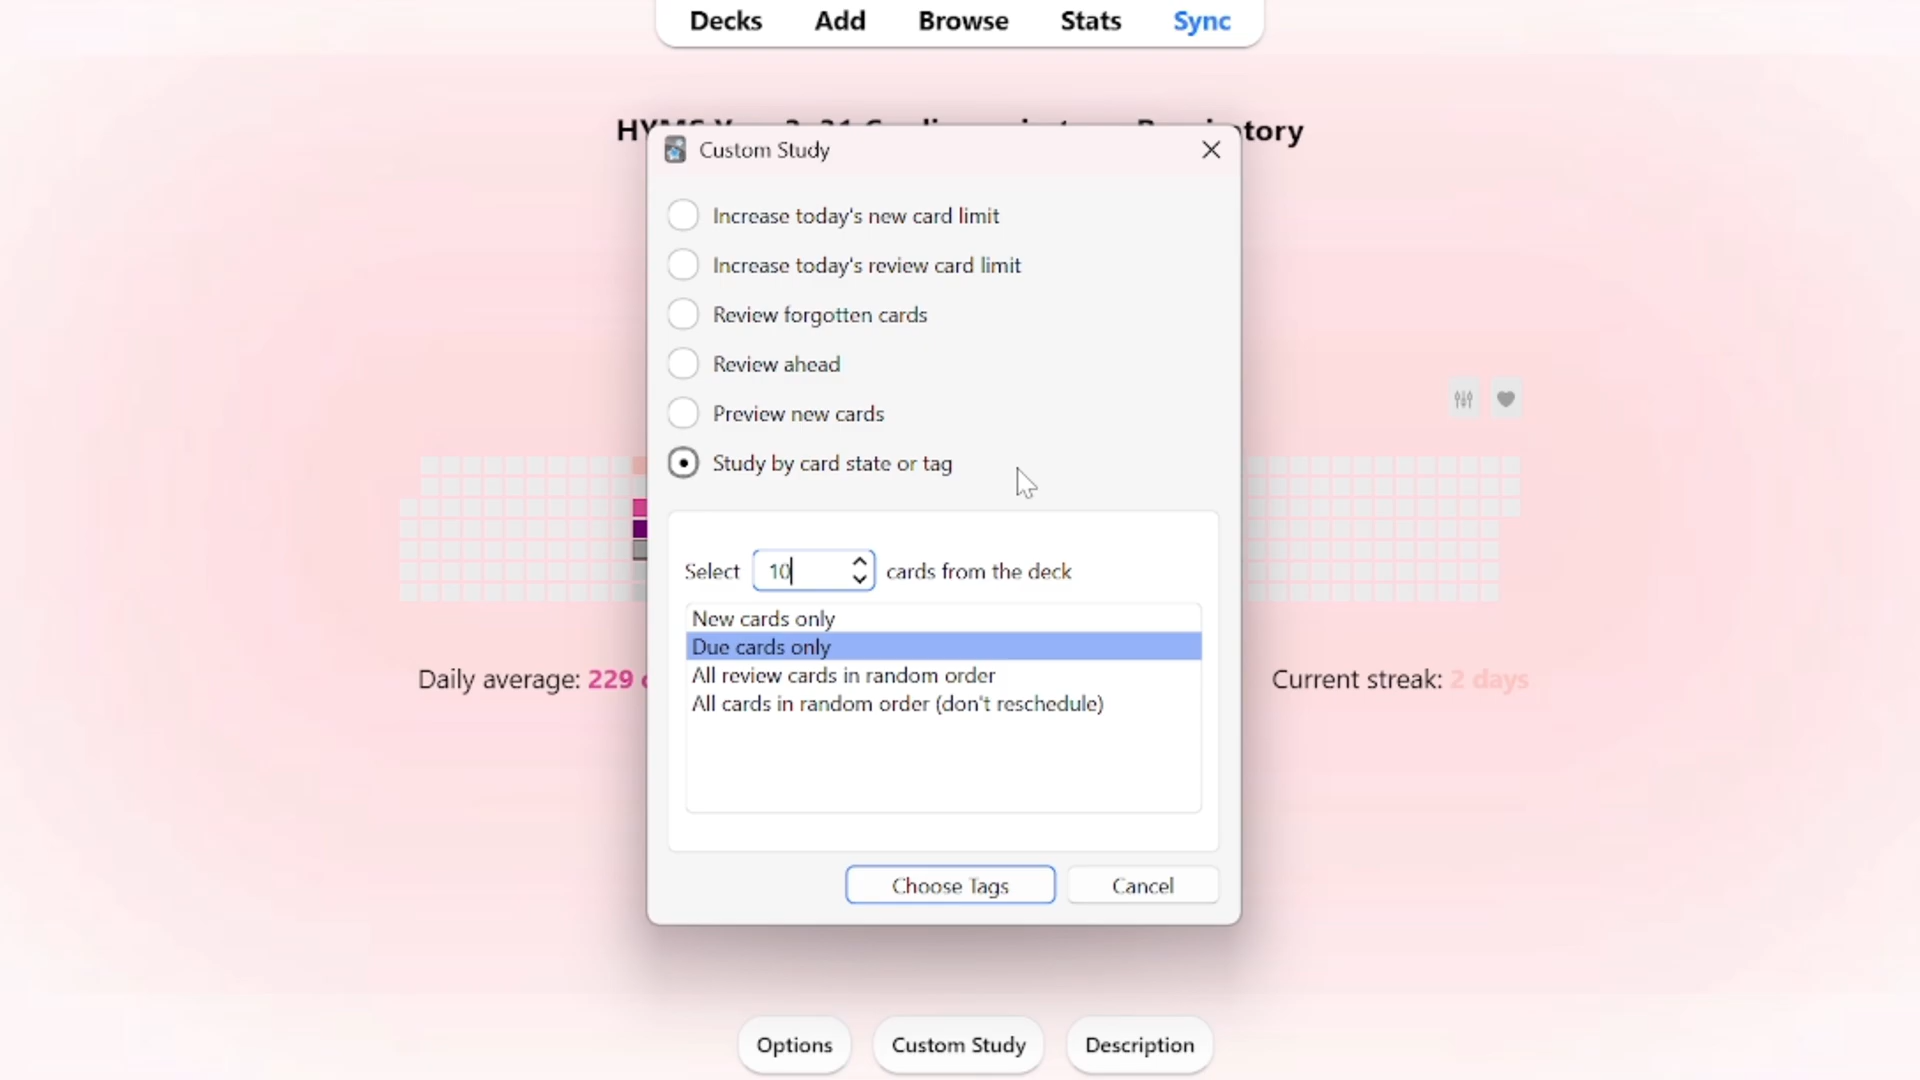 Decks Add Browse Stats Sync
Custom Study
Increase today's new card limit
Increase today's review card limit
Review forgotten cards
Review ahead
Preview new cards
Study by card state or tag
Select 10 cards from the deck
New cards only
Due cards only
All review cards in random order
All cards in random order (don't reschedule)
Daily average: 229
Current streak: 2 days
Choose Tags Cancel
Options Custom Study Description